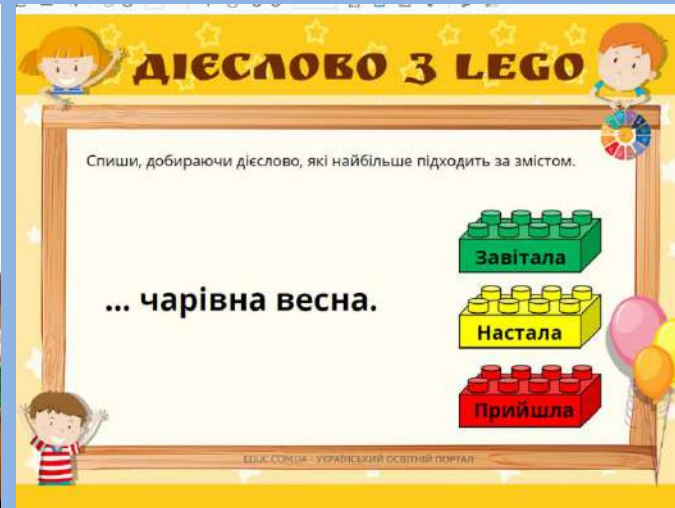 ДІЄСЛОВО З LEGO
Спиши, добираючи дієслово, які найбільше підходить за змістом.
Завітала
... чарівна весна.
Настала
Прийшла
EDUC.COM.UA - УКРАЇНСЬКИЙ ОСВІТНІЙ ПОРТАЛ